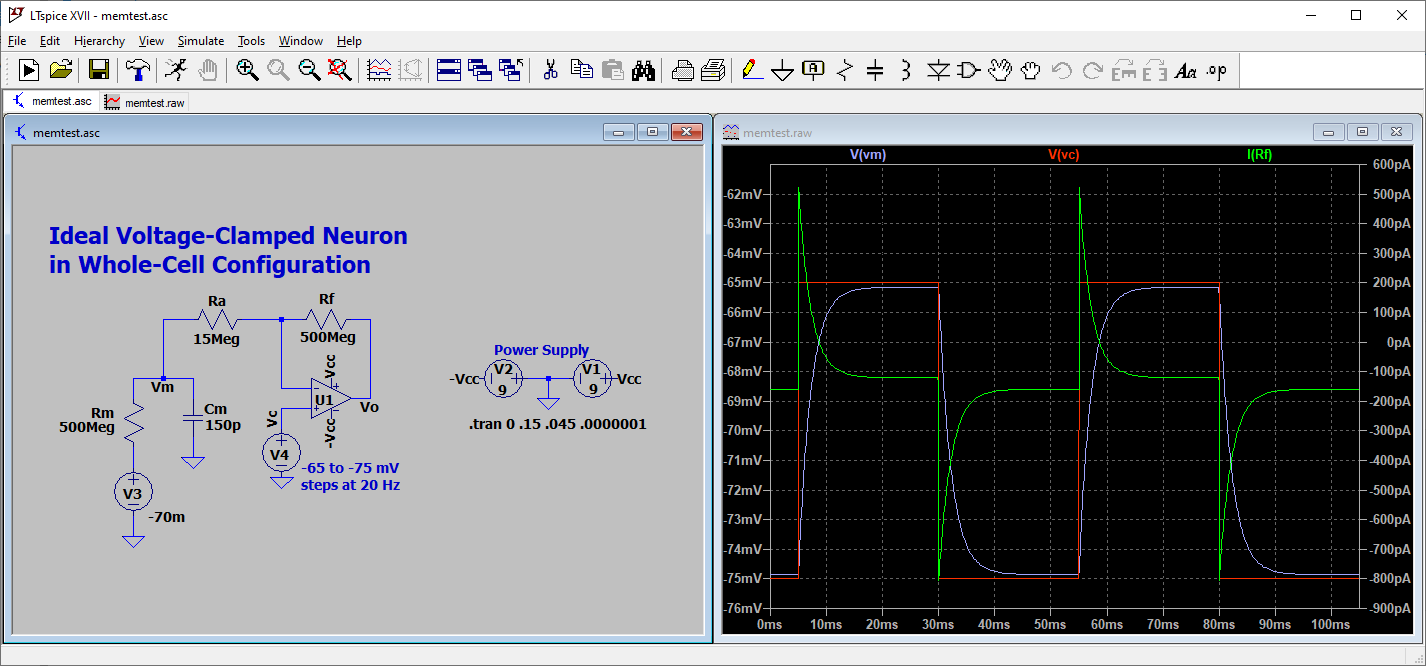 LTspice XVII - memtest.asc
File Edit Hierarchy View Simulate Tools Window Help
A Aa .op
memtest.asc memtest.raw
memtest.asc
Ideal Voltage-Clamped Neuron
in Whole-Cell Configuration
Ra Rf
15Meg 500Meg
Vcc
Vm
Rm
500Meg
Cm
150p
U1
Vo
Vc
-Vcc
V4
-65 to -75 mV
steps at 20 Hz
V3
-70m
Power Supply
-Vcc V2 V1 Vcc
9 9
.tran 0 .15 .045 .0000001
memtest.raw
V(vm) V(vc) I(Rf)
600pA
-62mV 500pA
-63mV 400pA
-64mV 300pA
-65mV 200pA
-66mV 100pA
-67mV 0pA
-68mV -100pA
-69mV -200pA
-70mV -300pA
-71mV -400pA
-72mV -500pA
-73mV -600pA
-74mV -700pA
-75mV -800pA
-76mV -900pA
0ms 10ms 20ms 30ms 40ms 50ms 60ms 70ms 80ms 90ms 100ms